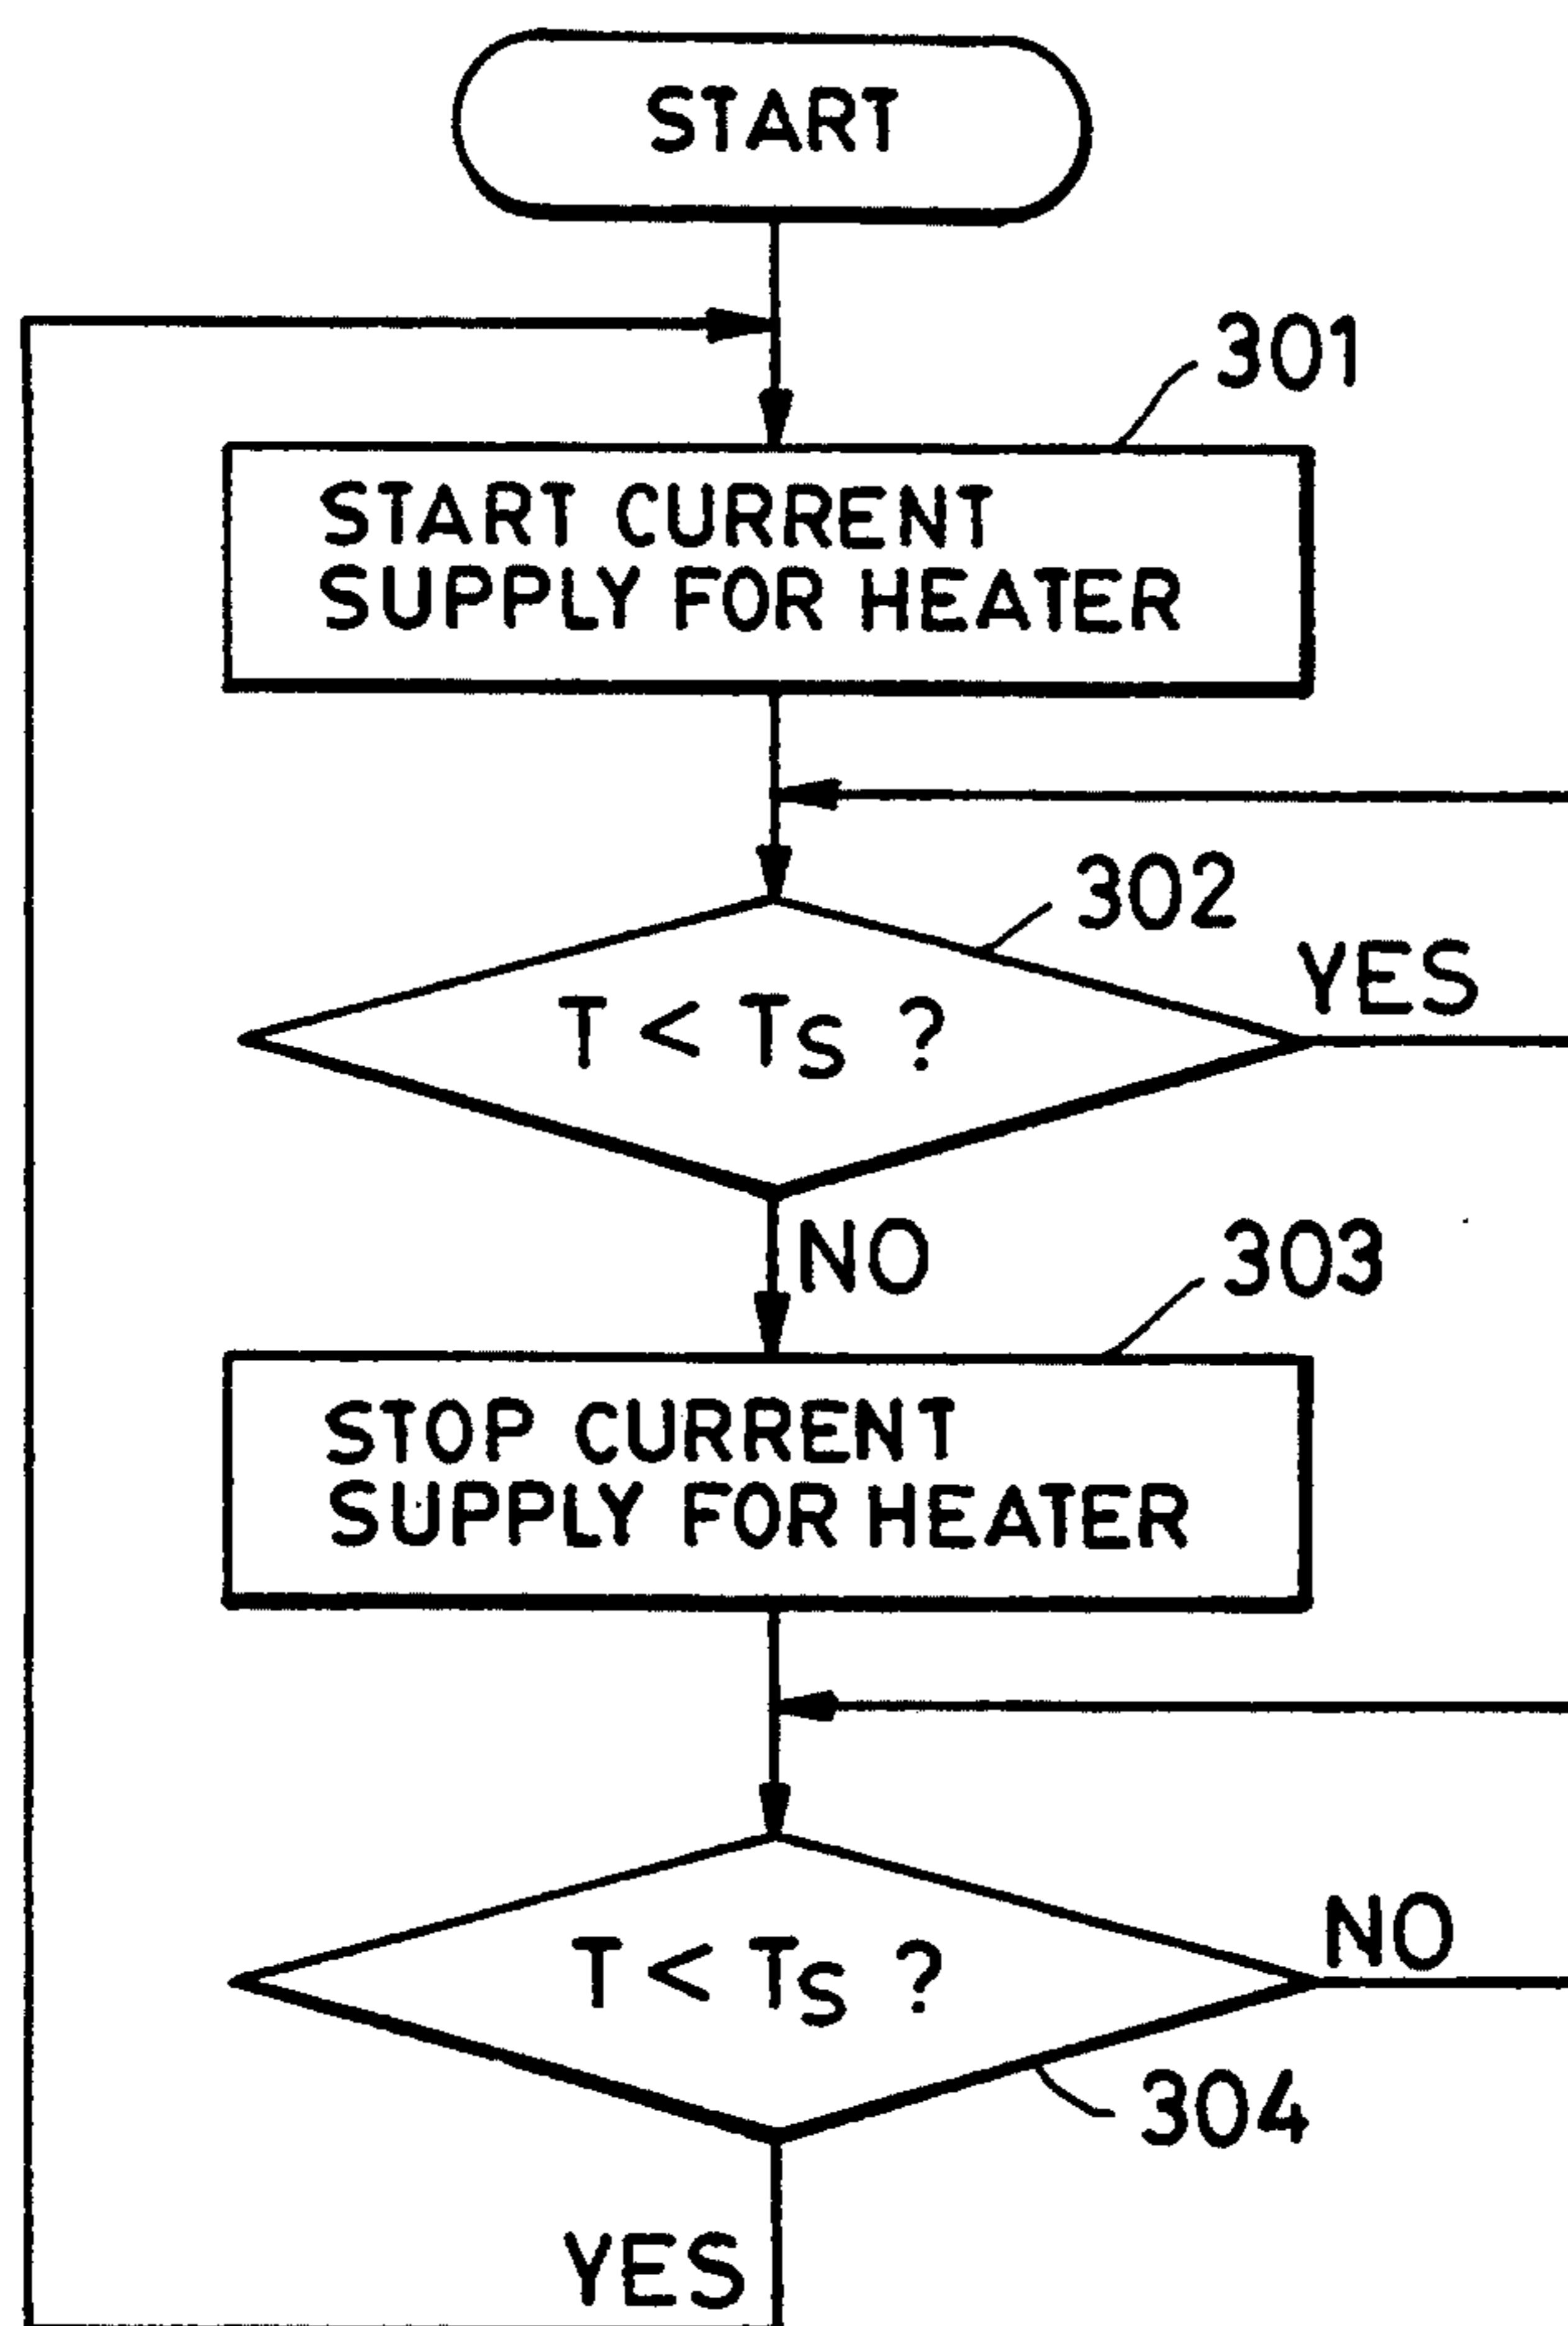 START
301
START CURRENT
SUPPLY FOR HEATER
302
YES
T < TS ?
NO
303
STOP CURRENT
SUPPLY FOR HEATER
NO
T < TS ?
304
YES